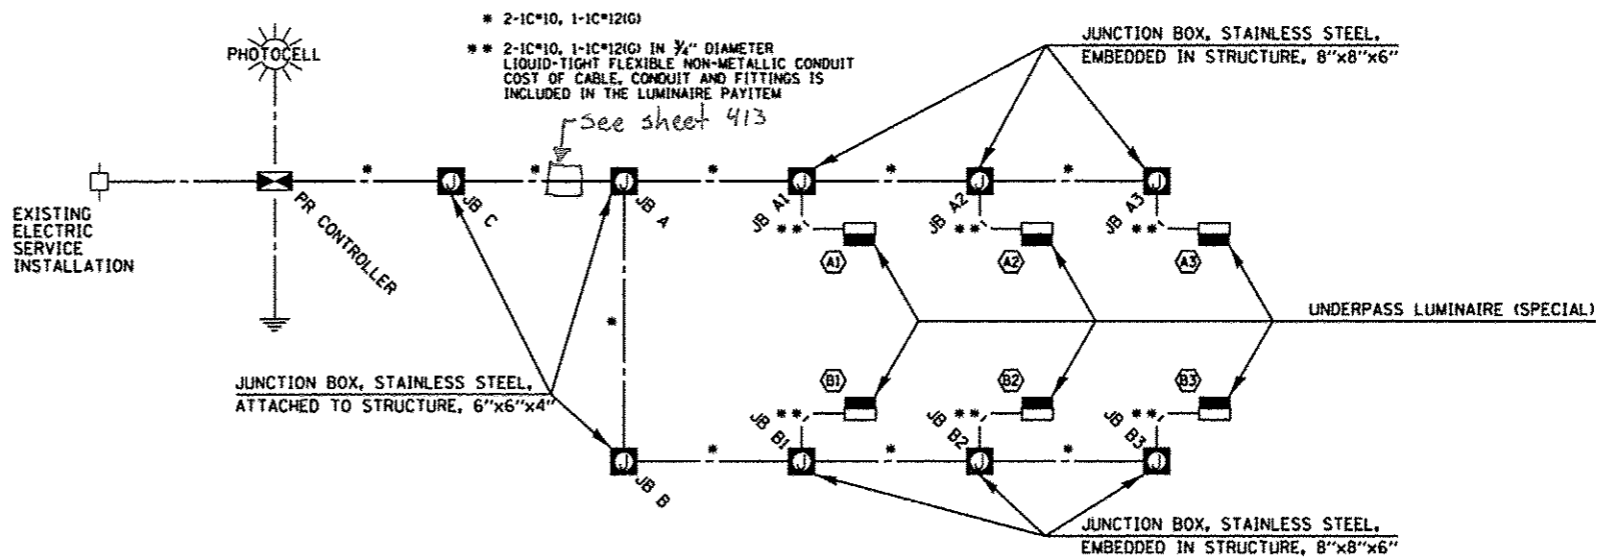 * 2-1C#10, 1-1C#12(G)
** 2-1C#10, 1-1C#12(G) IN 3/4" DIAMETER
LIQUID-TIGHT FLEXIBLE NON-METALLIC CONDUIT
COST OF CABLE, CONDUIT AND FITTINGS IS
INCLUDED IN THE LUMINAIRE PAYITEM
JUNCTION BOX, STAINLESS STEEL,
EMBEDDED IN STRUCTURE, 8"x8"x6"
PHOTOCELL
See sheet 413
* * * * *
J J J J J
EXISTING
ELECTRIC
SERVICE
INSTALLATION
PR CONTROLLER
JB C
JB A
JB A1
JB A2
JB A3
** ** **
A1 A2 A3
UNDERPASS LUMINAIRE (SPECIAL)
*
JUNCTION BOX, STAINLESS STEEL,
ATTACHED TO STRUCTURE, 6"x6"x4"
B1 B2 B3
** ** **
JB B1
JB B2
JB B3
* * *
J J J J
JB B
JUNCTION BOX, STAINLESS STEEL,
EMBEDDED IN STRUCTURE, 8"x8"x6"